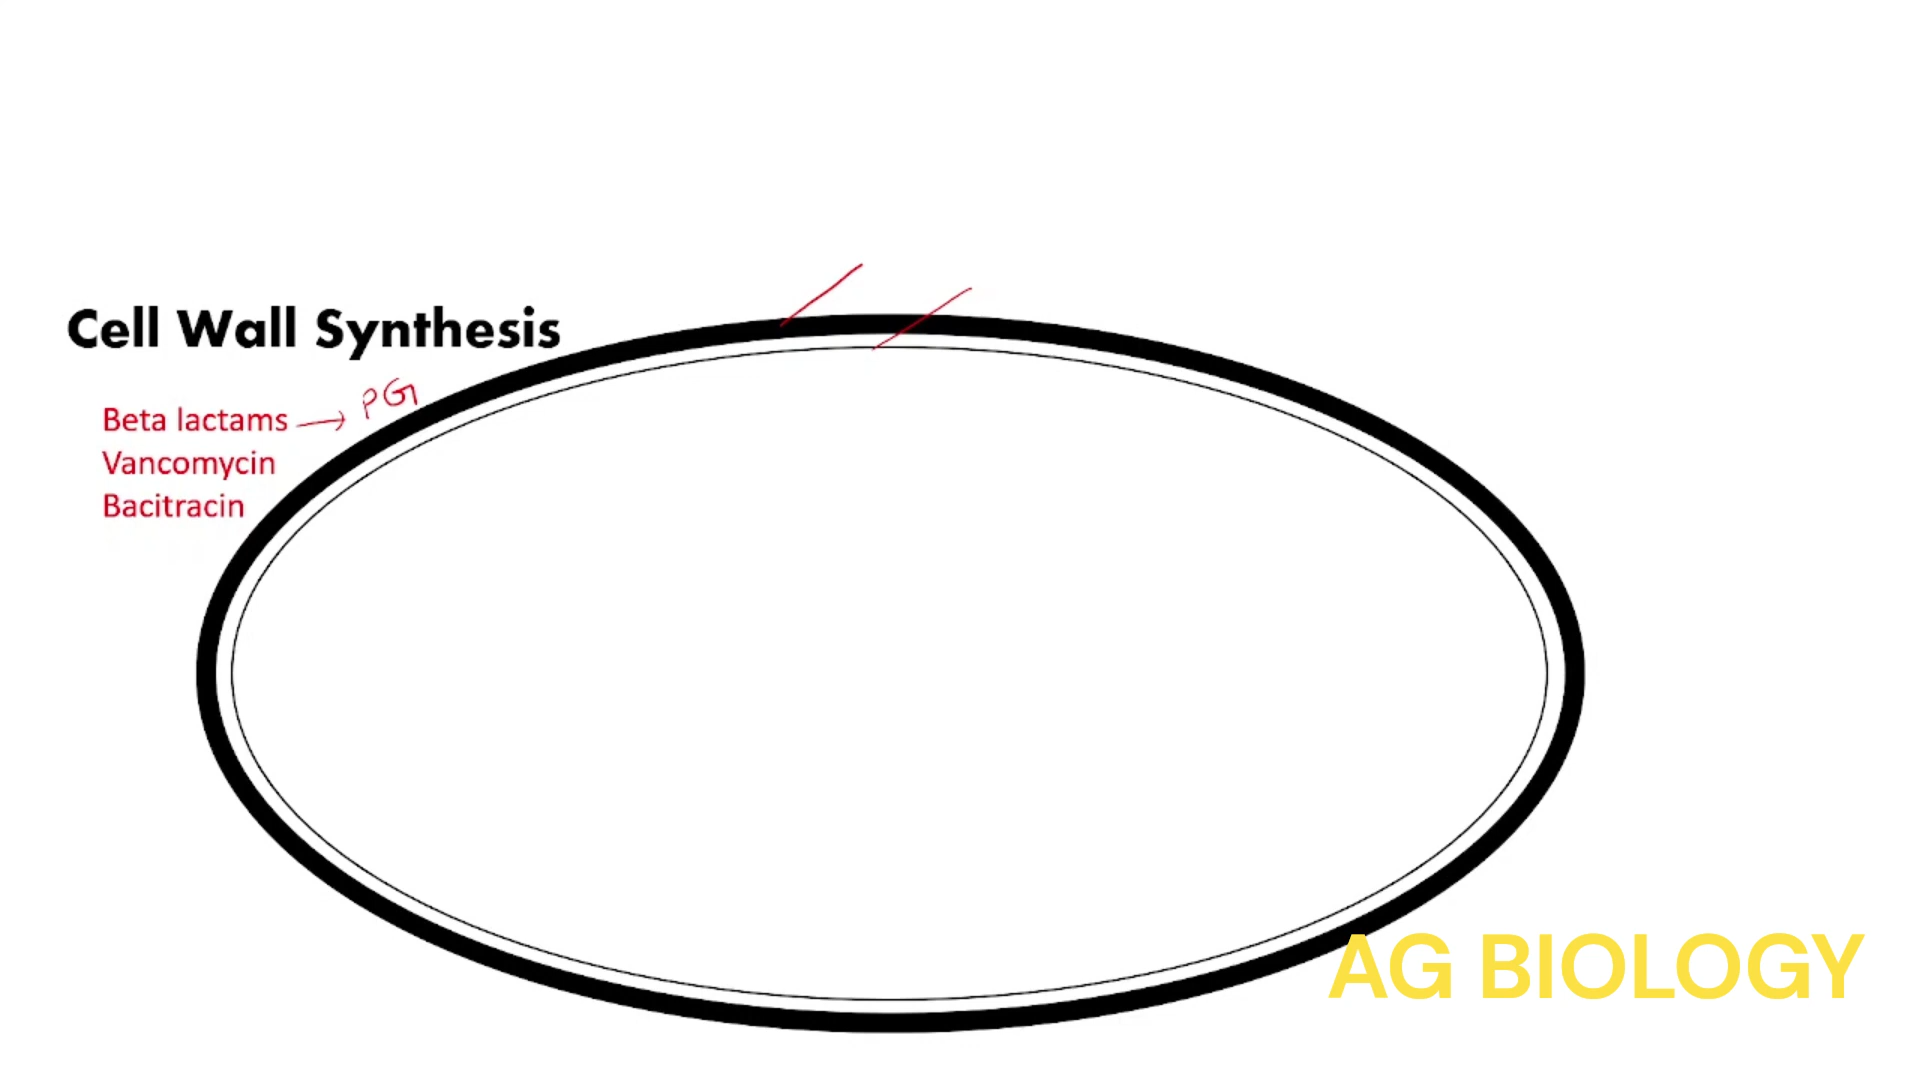 Cell Wall Synthesis
Beta lactams → PG
Vancomycin
Bacitracin
AG BIOLOGY